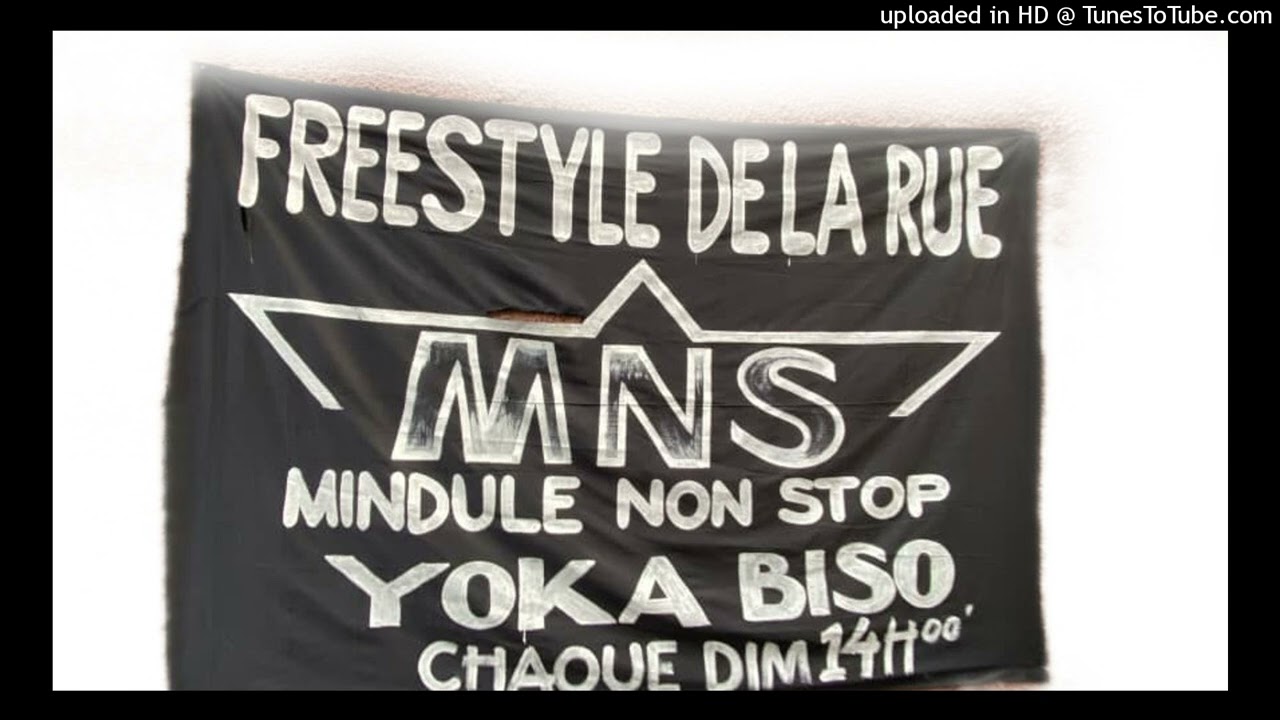 uploaded in HD @ TunesToTube.com
FREESTYLE DE LA RUE
MNS
MINDULE NON STOP
YOKA BISO
CHAQUE DIM 14H00'